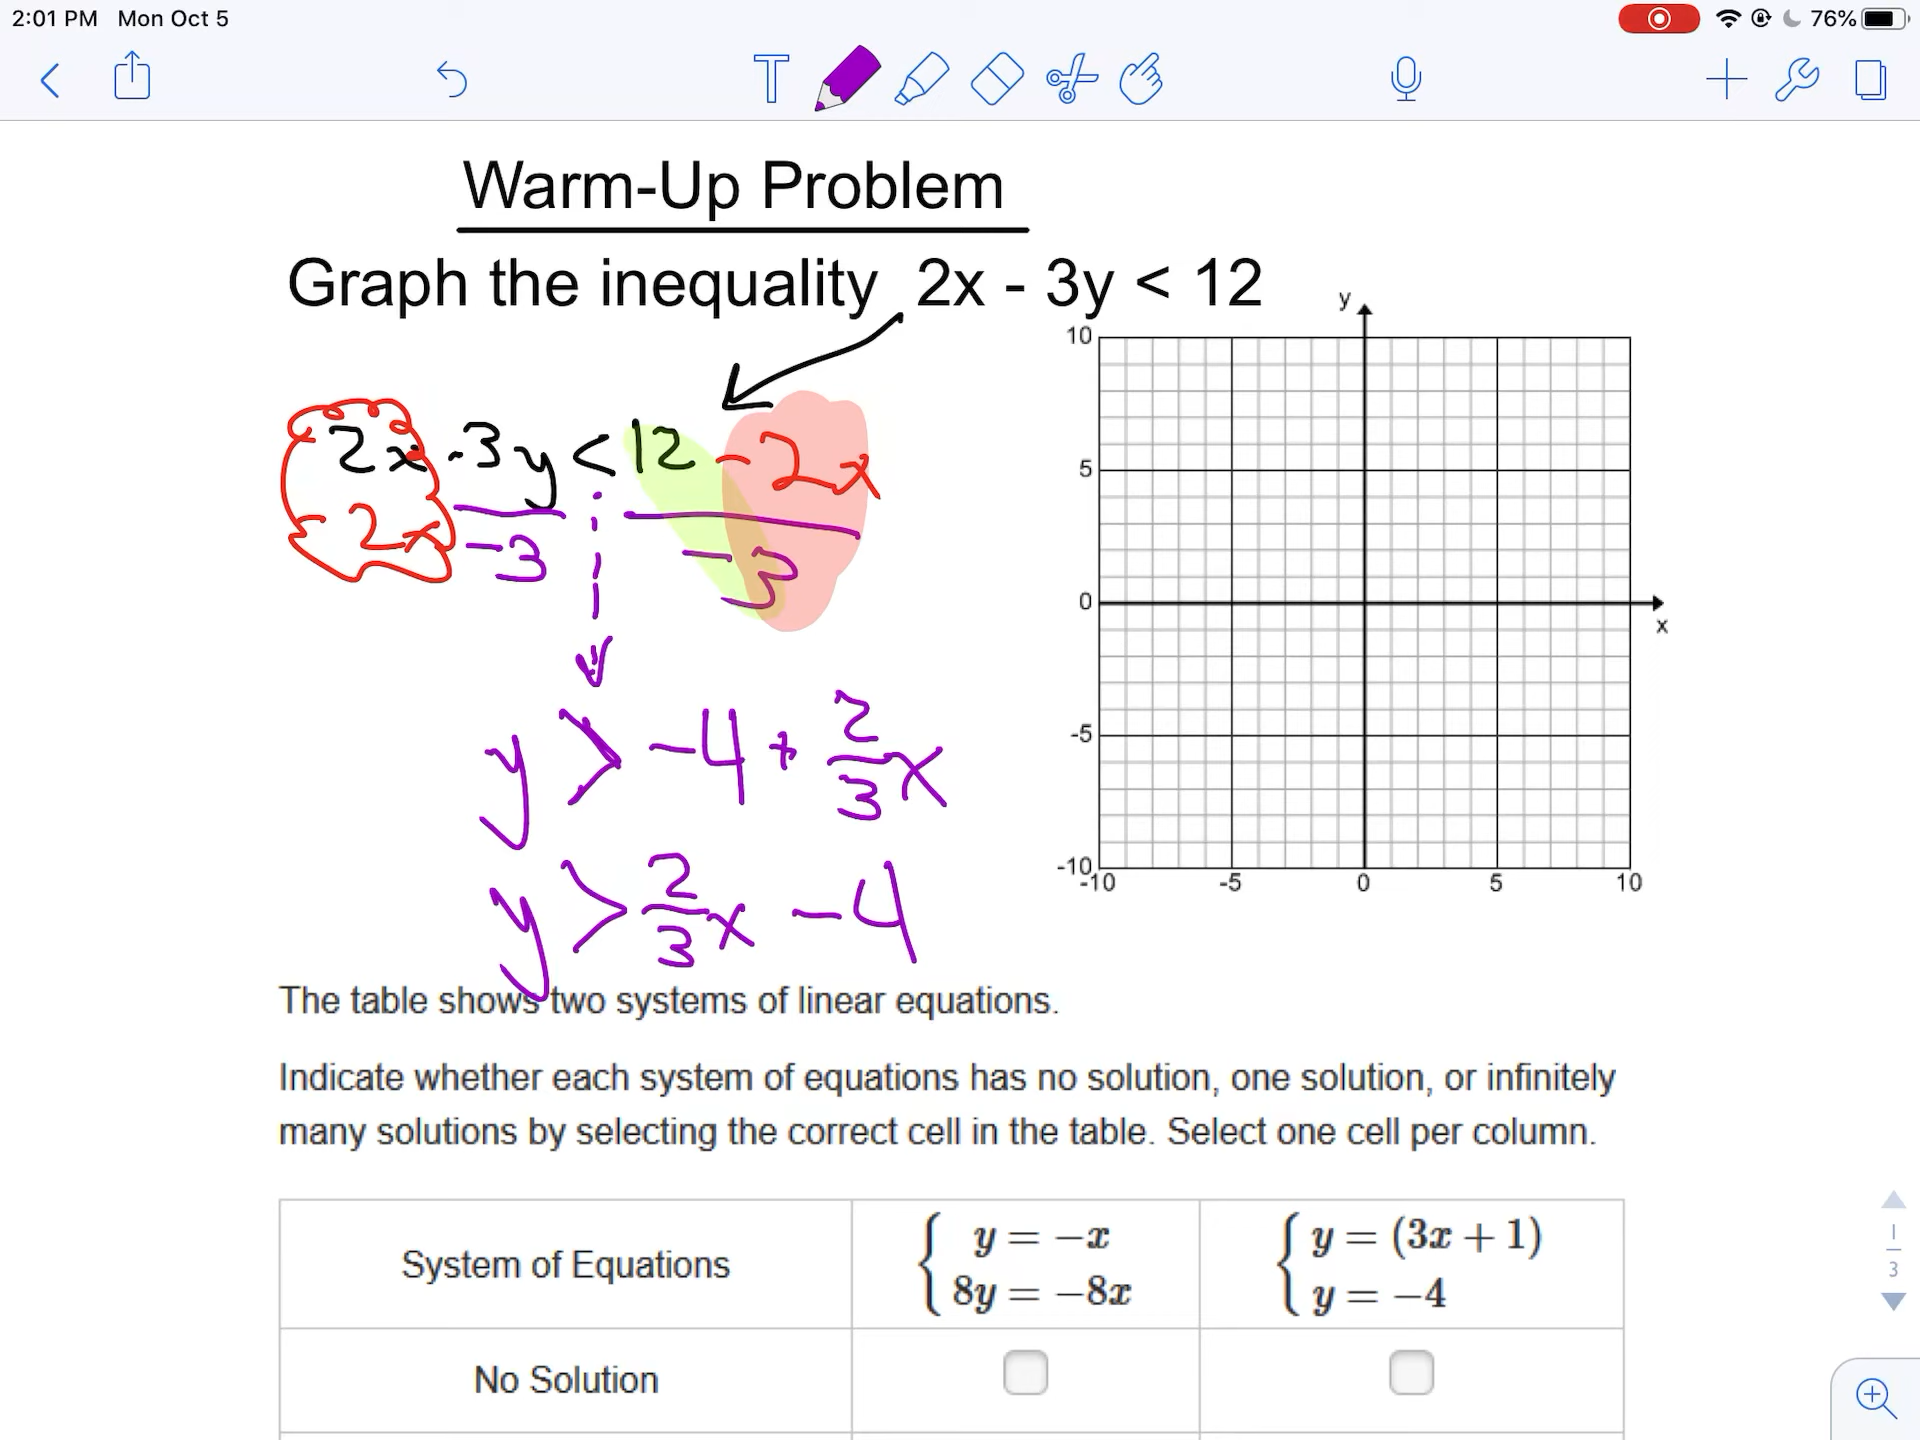 2:01 PM Mon Oct 5
76%
T
Warm-Up Problem
Graph the inequality 2x - 3y < 12
y
10
5
0
-5
-10
-10 -5 0 5 10
x
2x -3y < 12 - 2x
- 2x -3 -3
y > -4 + 2/3 x
y > 2/3 x - 4
The table shows two systems of linear equations.
Indicate whether each system of equations has no solution, one solution, or infinitely
many solutions by selecting the correct cell in the table. Select one cell per column.
System of Equations
y = −x
8y = −8x
y = (3x + 1)
y = −4
No Solution
1
3